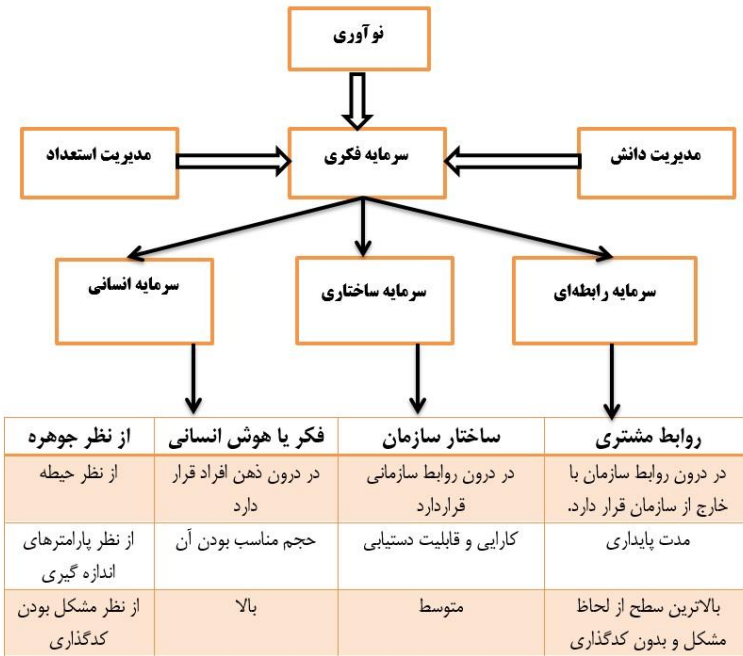 نوآوری
مدیریت دانش
سرمایه فکری
مدیریت استعداد
سرمایه رابطه‌ای
سرمایه ساختاری
سرمایه انسانی
روابط مشتری
ساختار سازمان
فکر یا هوش انسانی
از نظر جوهره
در درون روابط سازمان با
خارج از سازمان قرار دارد.
در درون روابط سازمانی
قراردارد
در درون ذهن افراد قرار
دارد
از نظر حیطه
مدت پایداری
کارایی و قابلیت دستیابی
حجم مناسب بودن آن
از نظر پارامترهای
اندازه گیری
بالاترین سطح از لحاظ
مشکل و بدون کدگذاری
متوسط
بالا
از نظر مشکل بودن
کدگذاری